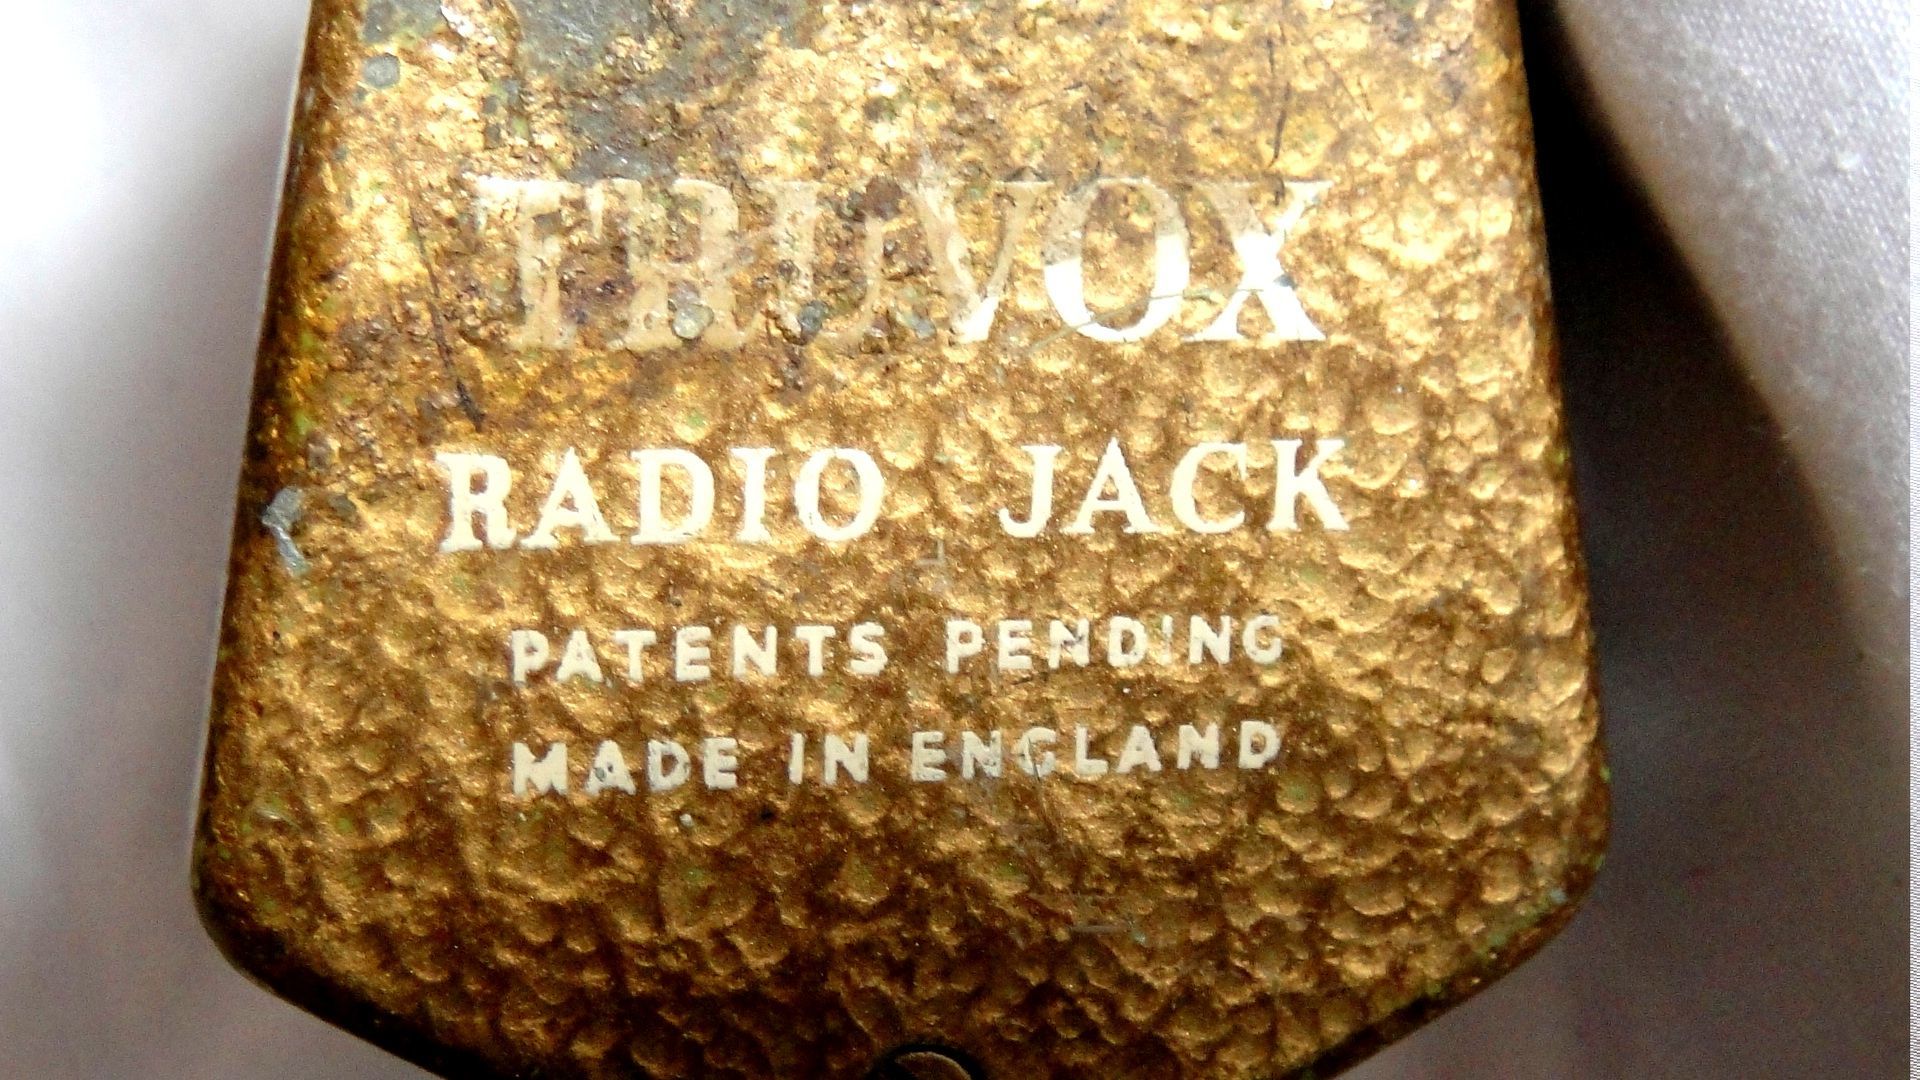 TRUVOX
RADIO JACK
PATENTS PENDING
MADE IN ENGLAND